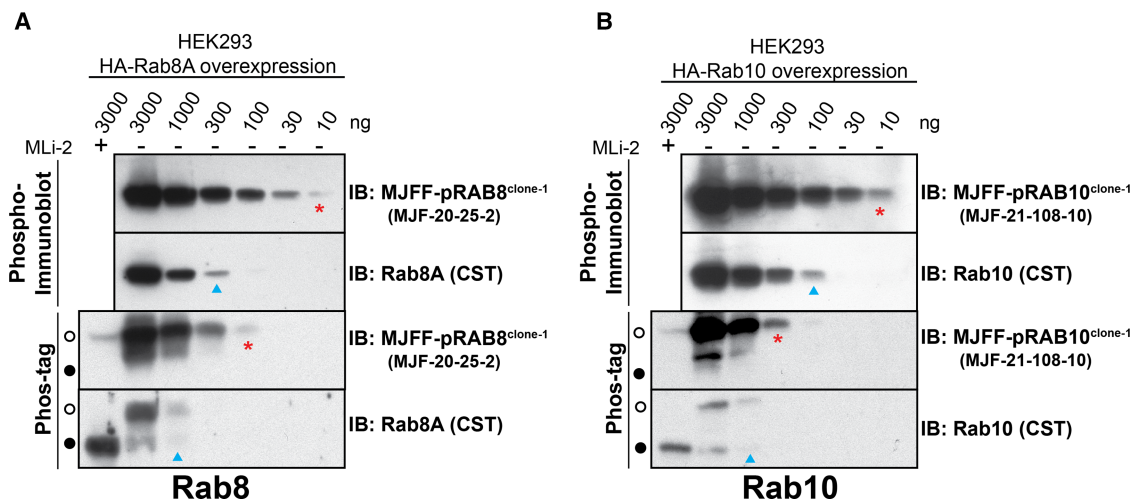 A
HEK293
HA-Rab8A overexpression
3000 3000 1000 300 100 30 10 ng
MLi-2 + - - - - - -
Phospho-
Immunoblot
IB: MJFF-pRAB8clone-1
(MJF-20-25-2)
*
IB: Rab8A (CST)
Phos-tag
IB: MJFF-pRAB8clone-1
(MJF-20-25-2)
*
IB: Rab8A (CST)
Rab8
B
HEK293
HA-Rab10 overexpression
3000 3000 1000 300 100 30 10 ng
MLi-2 + - - - - - -
Phospho-
Immunoblot
IB: MJFF-pRAB10clone-1
(MJF-21-108-10)
*
IB: Rab10 (CST)
Phos-tag
IB: MJFF-pRAB10clone-1
(MJF-21-108-10)
*
IB: Rab10 (CST)
Rab10